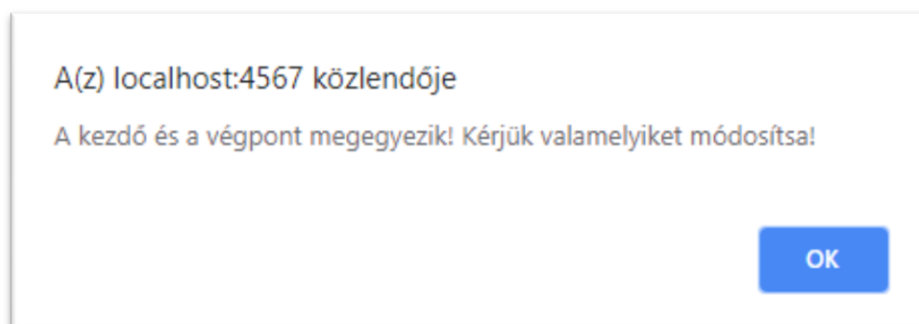 A(z) localhost:4567 közlendője
A kezdő és a végpont megegyezik! Kérjük valamelyiket módosítsa!
OK